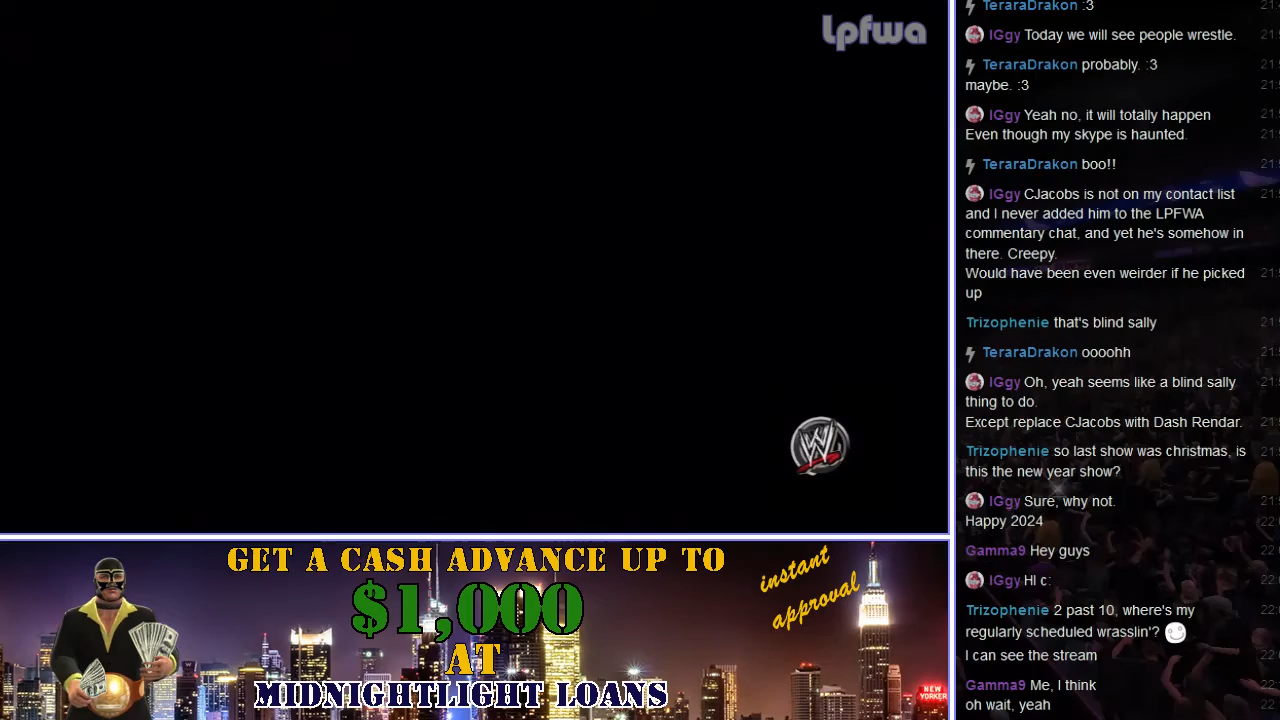 lpfwa
TeraraDrakon :3
IGgy Today we will see people wrestle.
TeraraDrakon probably. :3
maybe. :3
IGgy Yeah no, it will totally happen
Even though my skype is haunted.
TeraraDrakon boo!!
IGgy CJacobs is not on my contact list
and I never added him to the LPFWA
commentary chat, and yet he's somehow in
there. Creepy.
Would have been even weirder if he picked
up
Trizophenie that's blind sally
TeraraDrakon oooohh
IGgy Oh, yeah seems like a blind sally
thing to do.
Except replace CJacobs with Dash Rendar.
Trizophenie so last show was christmas, is
this the new year show?
IGgy Sure, why not.
Happy 2024
Gamma9 Hey guys
IGgy HI c:
Trizophenie 2 past 10, where's my
regularly scheduled wrasslin'?
I can see the stream
Gamma9 Me, I think
oh wait, yeah
W
GET A CASH ADVANCE UP TO
$1,000
AT
MIDNIGHTLIGHT LOANS
instant
approval
NEW
YORKER